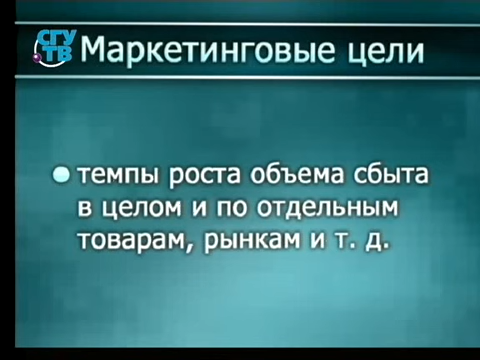 СГУ ТВ
Маркетинговые цели
темпы роста объема сбыта
в целом и по отдельным
товарам, рынкам и т. д.